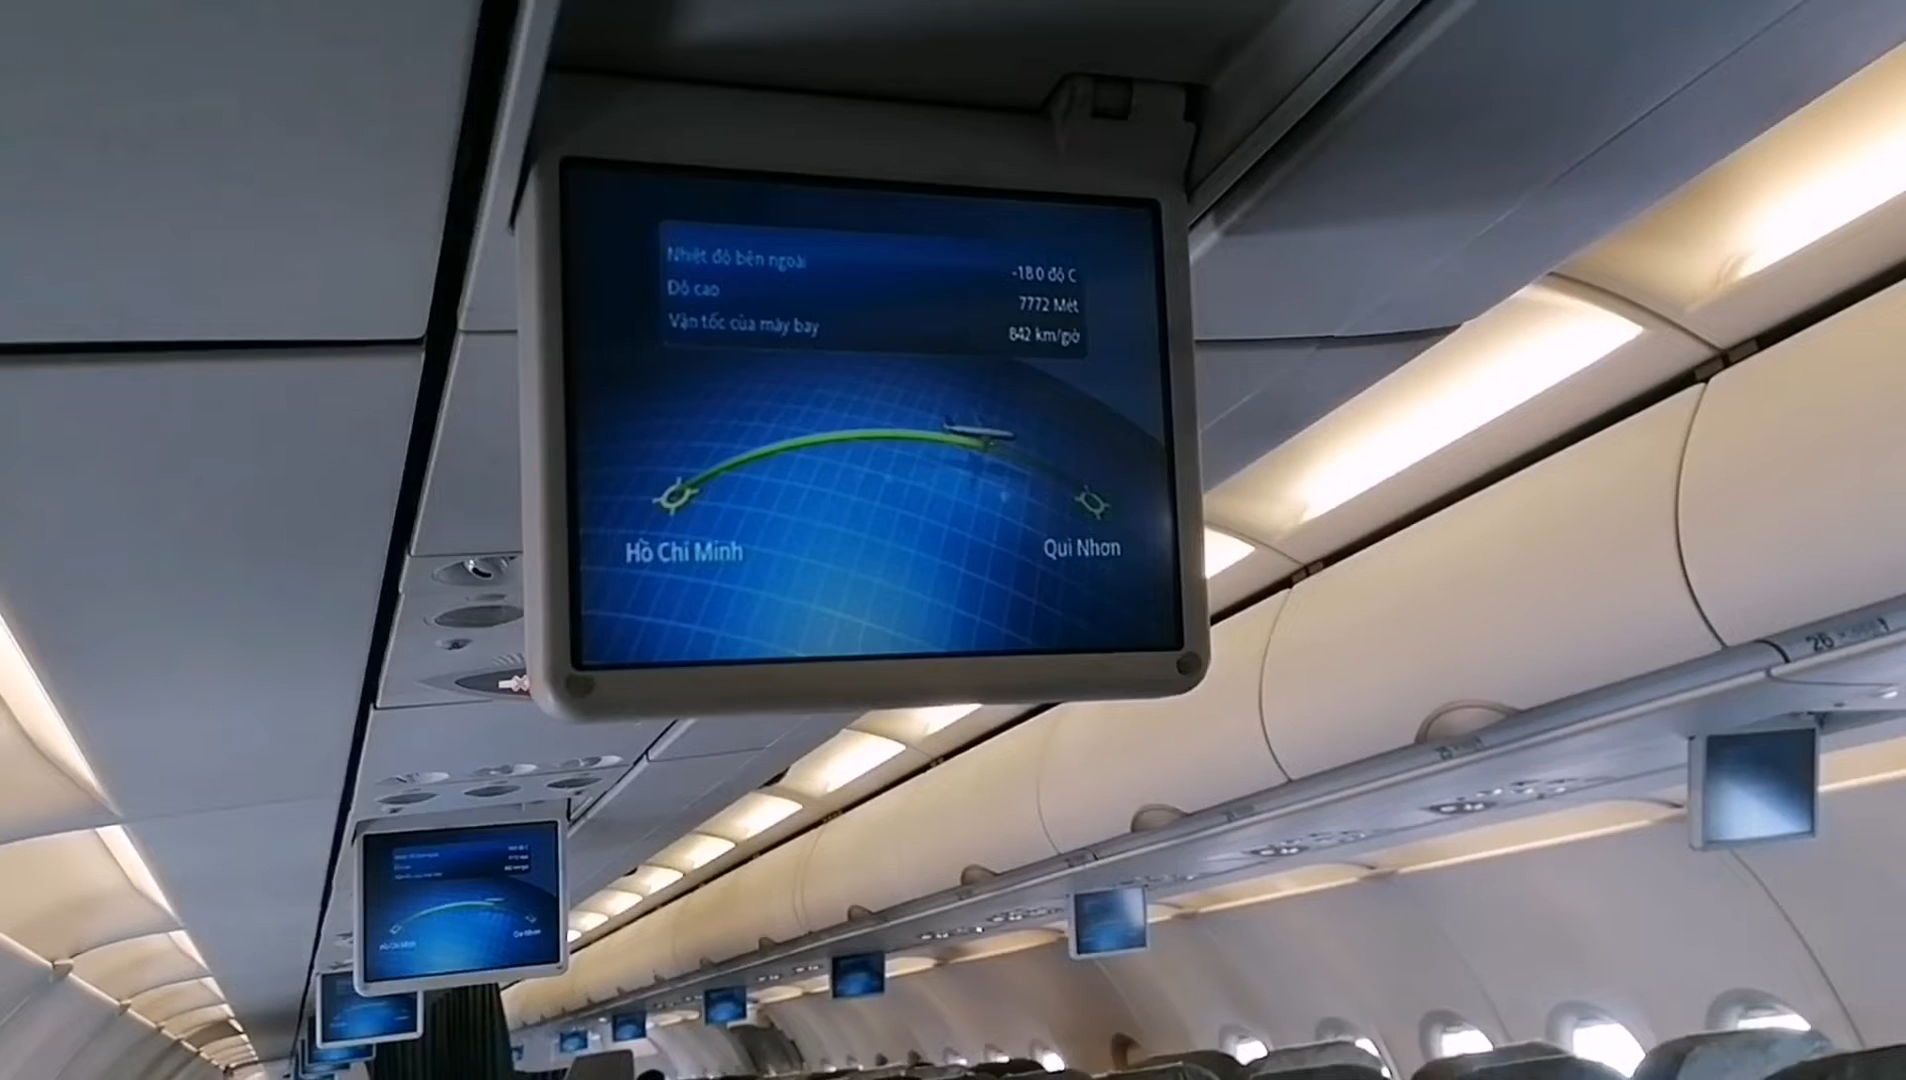 Nhiệt độ bên ngoài -18.0 độ C
Độ cao 7772 Mét
Vận tốc của máy bay 842 km/giờ
Hồ Chí Minh
Qui Nhơn
26